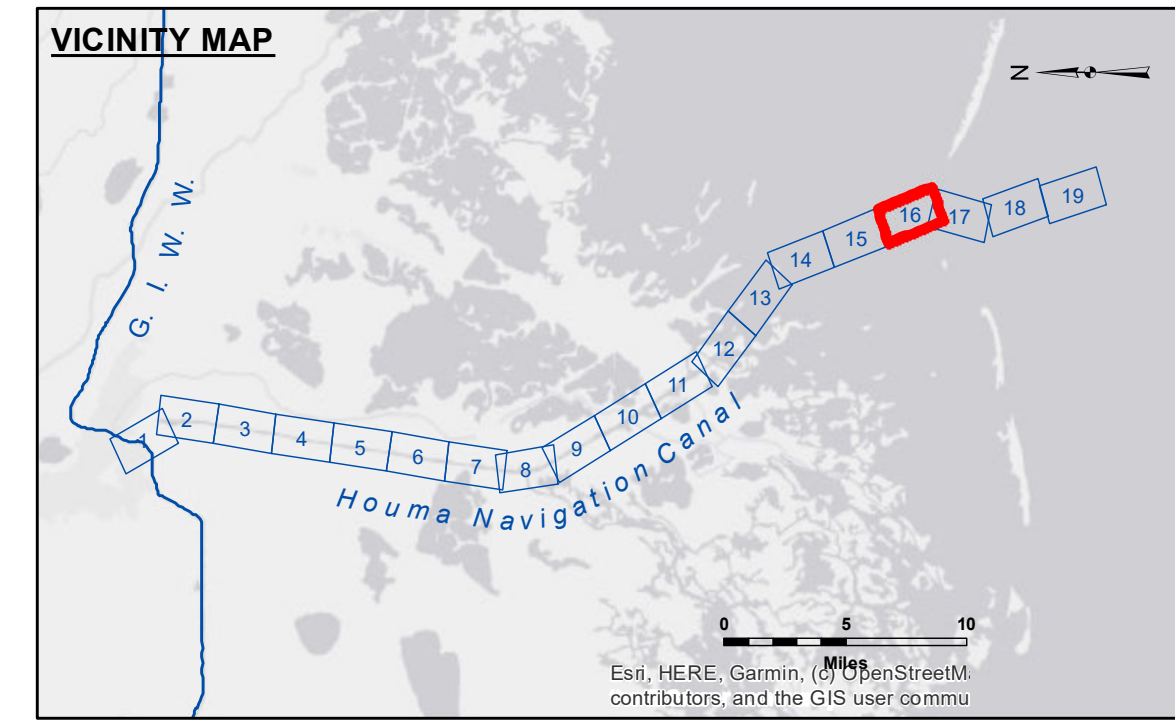 VICINITY MAP
N
G. I. W. W.
1
2
3
4
5
6
7
8
9
10
11
12
13
14
15
16
17
18
19
Houma Navigation Canal
0 5 10
Miles
Esri, HERE, Garmin, (c) OpenStreetM
contributors, and the GIS user commu